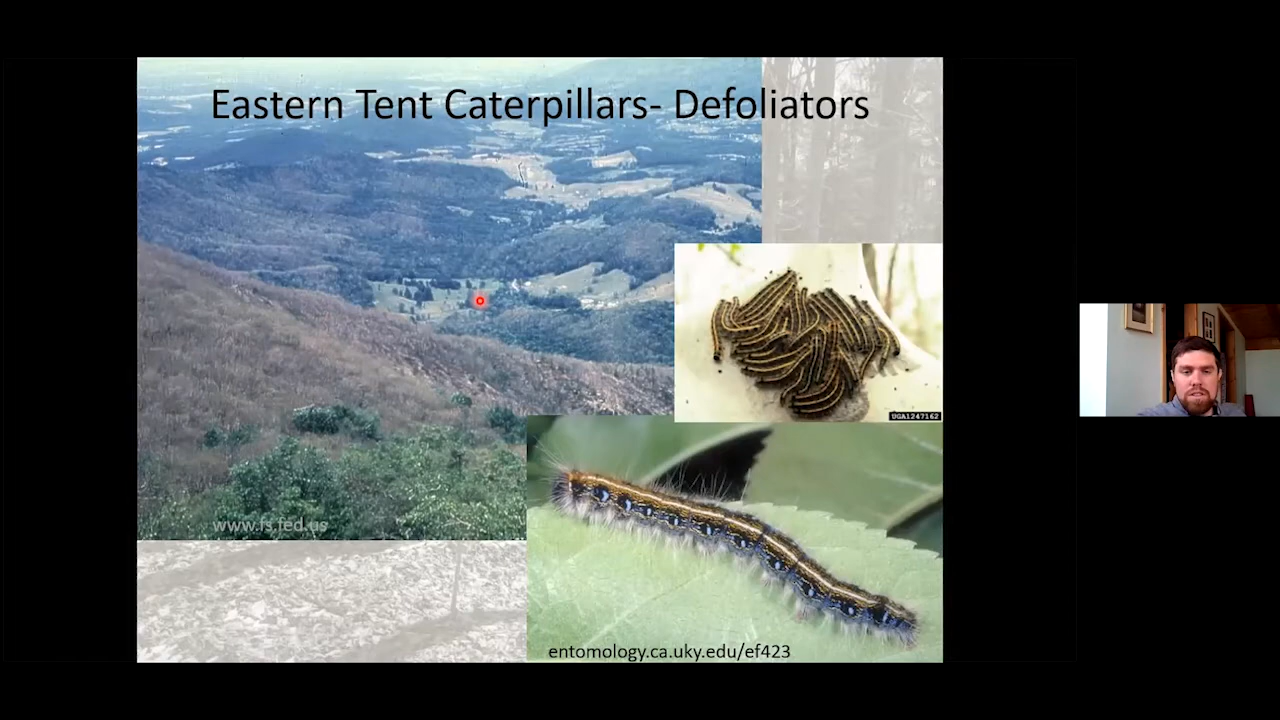 Eastern Tent Caterpillars- Defoliators
UGA1247162
www.fs.fed.us
entomology.ca.uky.edu/ef423